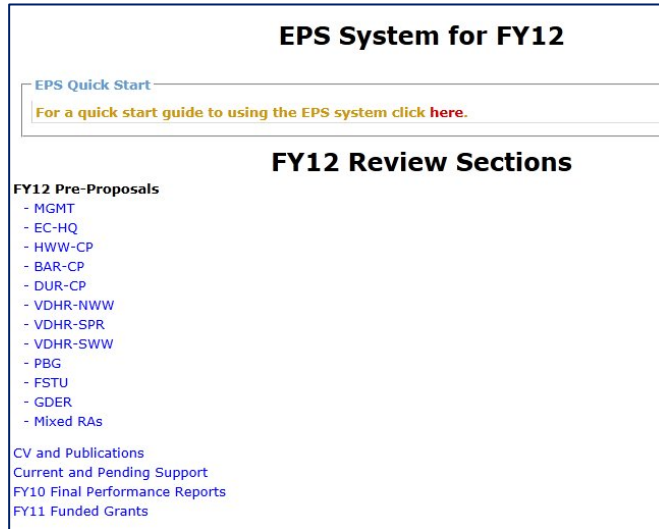 EPS System for FY12
EPS Quick Start
For a quick start guide to using the EPS system click here.
FY12 Review Sections
FY12 Pre-Proposals
- MGMT
- EC-HQ
- HWW-CP
- BAR-CP
- DUR-CP
- VDHR-NWW
- VDHR-SPR
- VDHR-SWW
- PBG
- FSTU
- GDER
- Mixed RAs
CV and Publications
Current and Pending Support
FY10 Final Performance Reports
FY11 Funded Grants